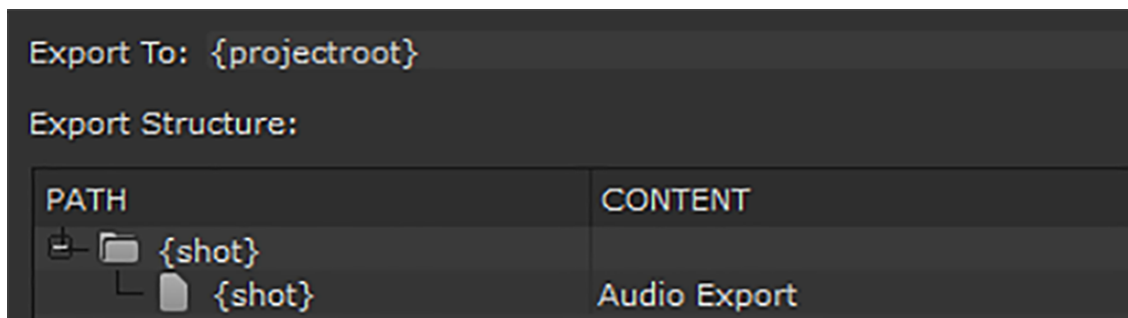 Export To: {projectroot}
Export Structure:
PATH CONTENT
{shot}
{shot} Audio Export